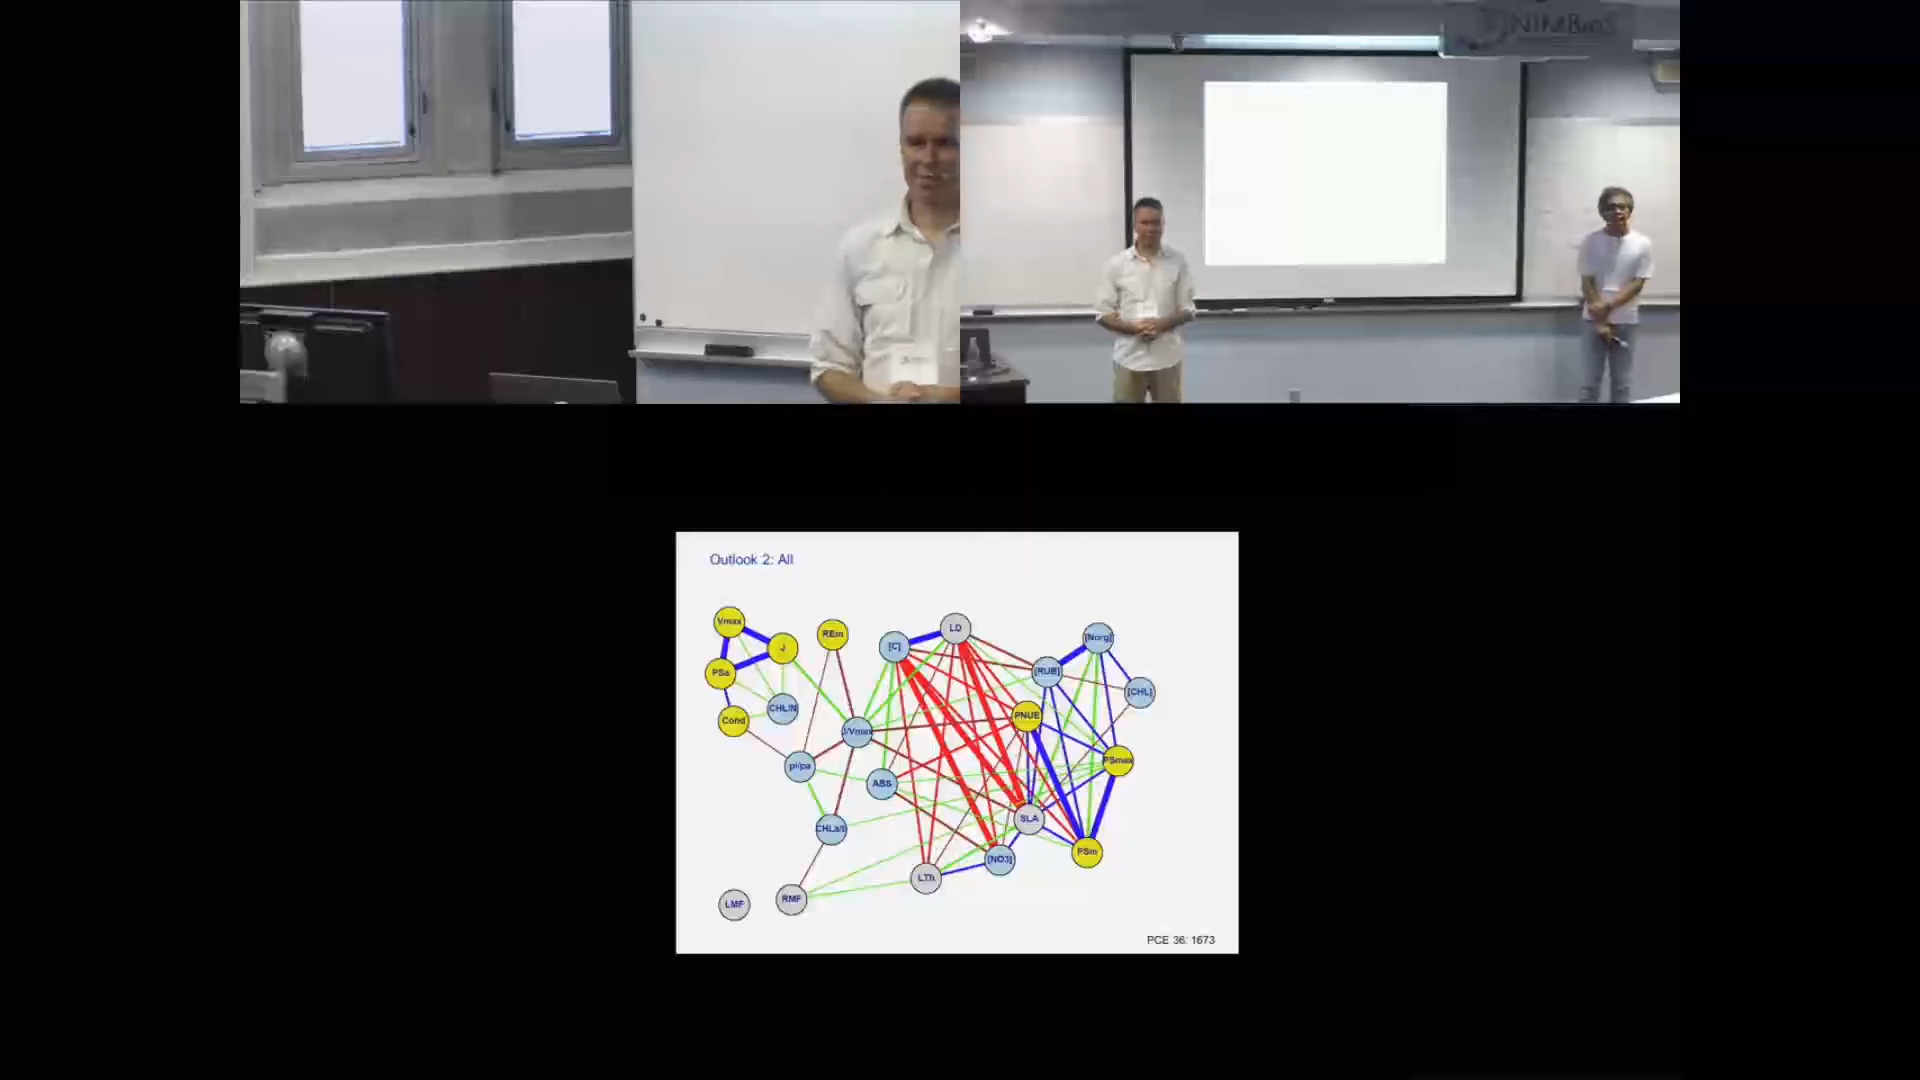 NIMBioS
Outlook 2: All
Vmax
REm
LD
[C]
[Norg]
J
PSa
[RUB]
[CHL]
CHL/N
Cond
PNUE
J/Vmax
PSmax
pi/pa
ABS
SLA
CHLa/b
PSm
[NO3]
LTh
RMF
LMF
PCE 36: 1673